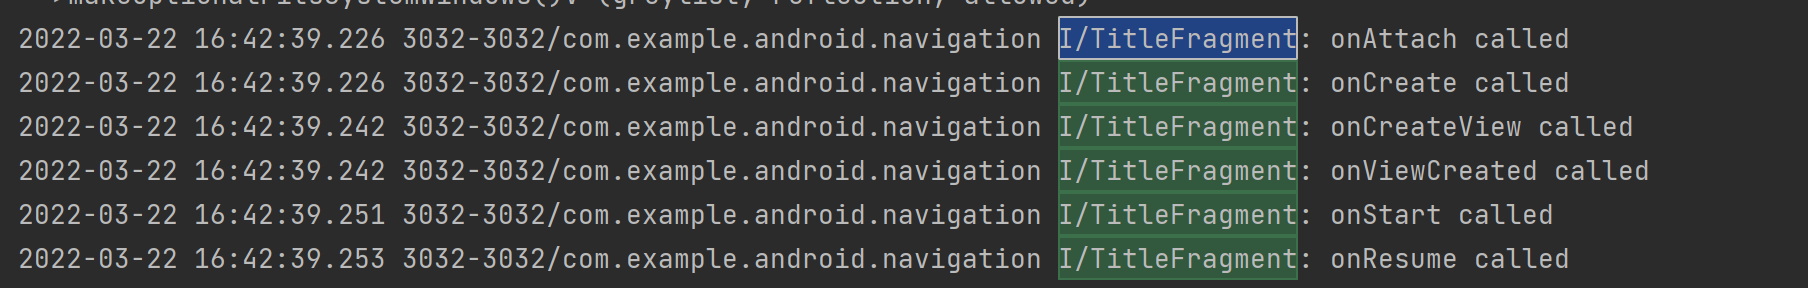 2022-03-22 16:42:39.226 3032-3032/com.example.android.navigation I/TitleFragment: onAttach called
2022-03-22 16:42:39.226 3032-3032/com.example.android.navigation I/TitleFragment: onCreate called
2022-03-22 16:42:39.242 3032-3032/com.example.android.navigation I/TitleFragment: onCreateView called
2022-03-22 16:42:39.242 3032-3032/com.example.android.navigation I/TitleFragment: onViewCreated called
2022-03-22 16:42:39.251 3032-3032/com.example.android.navigation I/TitleFragment: onStart called
2022-03-22 16:42:39.253 3032-3032/com.example.android.navigation I/TitleFragment: onResume called